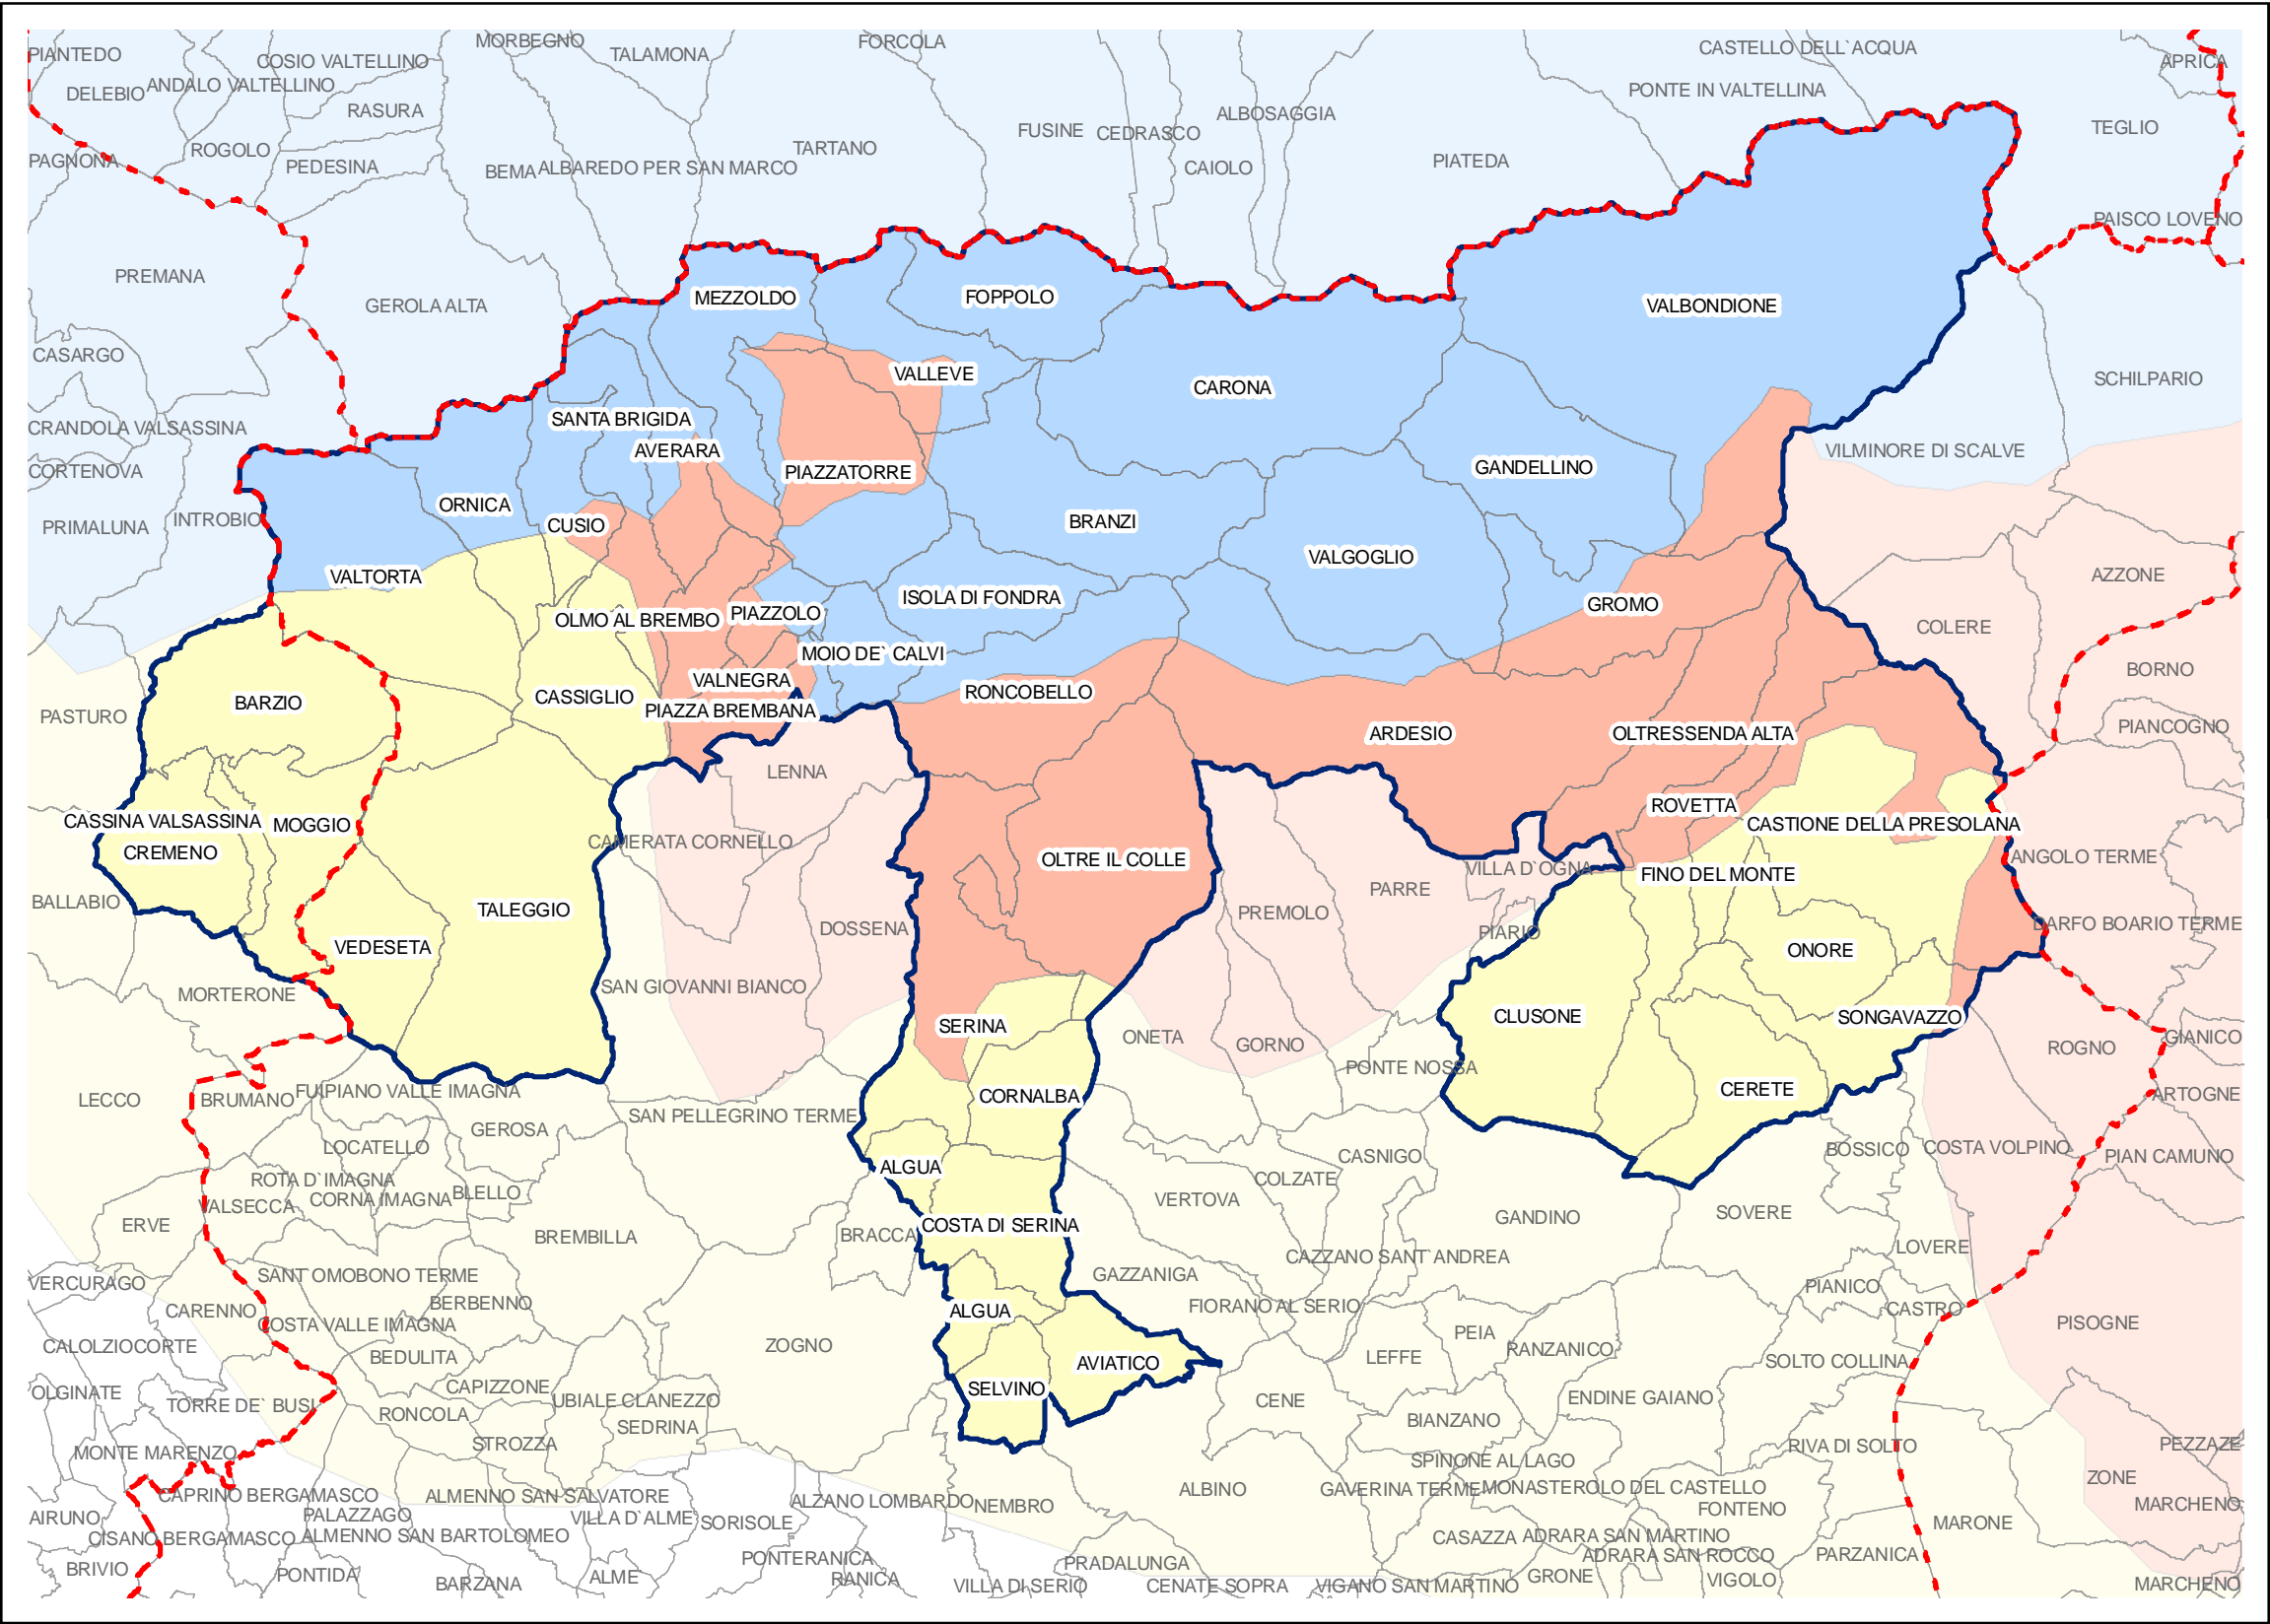 MORBEGNO
FORCOLA
CASTELLO DELL`ACQUA
PIANTEDO
COSIO VALTELLINO
TALAMONA
APRICA
ANDALO VALTELLINO
DELEBIO
PONTE IN VALTELLINA
RASURA
ALBOSAGGIA
TEGLIO
FUSINE
CEDRASCO
ROGOLO
TARTANO
PAGNONA
PEDESINA
BEMA
ALBAREDO PER SAN MARCO
CAIOLO
PIATEDA
PAISCO LOVENO
PREMANA
MEZZOLDO
FOPPOLO
GEROLA ALTA
VALBONDIONE
CASARGO
VALLEVE
CARONA
SCHILPARIO
SANTA BRIGIDA
CRANDOLA VALSASSINA
AVERARA
VILMINORE DI SCALVE
CORTENOVA
PIAZZATORRE
GANDELLINO
ORNICA
PRIMALUNA
INTROBIO
CUSIO
BRANZI
VALGOGLIO
VALTORTA
AZZONE
ISOLA DI FONDRA
GROMO
OLMO AL BREMBO
PIAZZOLO
COLERE
MOIO DE` CALVI
BORNO
VALNEGRA
RONCOBELLO
CASSIGLIO
BARZIO
PIAZZA BREMBANA
PASTURO
PIANCOGNO
ARDESIO
OLTRESSENDA ALTA
LENNA
ROVETTA
CASSINA VALSASSINA
MOGGIO
CASTIONE DELLA PRESOLANA
CAMERATA CORNELLO
CREMENO
OLTRE IL COLLE
ANGOLO TERME
VILLA D`OGNA
FINO DEL MONTE
PARRE
BALLABIO
TALEGGIO
PREMOLO
DOSSENA
DARFO BOARIO TERME
PIARIO
VEDESETA
ONORE
SAN GIOVANNI BIANCO
MORTERONE
CLUSONE
SONGAVAZZO
SERINA
ONETA
GORNO
GIANICO
ROGNO
PONTE NOSSA
FUIPIANO VALLE IMAGNA
CERETE
ARTOGNE
LECCO
BRUMANO
CORNALBA
SAN PELLEGRINO TERME
GEROSA
LOCATELLO
COSTA VOLPINO
BOSSICO
CASNIGO
PIAN CAMUNO
ALGUA
ROTA D`IMAGNA
COLZATE
BLELLO
CORNA IMAGNA
VERTOVA
VALSECCA
SOVERE
GANDINO
ERVE
COSTA DI SERINA
BREMBILLA
BRACCA
LOVERE
CAZZANO SANT`ANDREA
SANT`OMOBONO TERME
GAZZANIGA
VERCURAGO
PIANICO
BERBENNO
FIORANO AL SERIO
CARENNO
ALGUA
CASTRO
COSTA VALLE IMAGNA
PISOGNE
PEIA
CALOLZIOCORTE
ZOGNO
RANZANICO
BEDULITA
LEFFE
AVIATICO
SOLTO COLLINA
CAPIZZONE
SELVINO
OLGINATE
ENDINE GAIANO
UBIALE CLANEZZO
CENE
TORRE DE` BUSI
RONCOLA
BIANZANO
SEDRINA
STROZZA
RIVA DI SOLTO
PEZZAZE
MONTE MARENZO
SPINONE AL LAGO
ZONE
GAVERINA TERME
MONASTEROLO DEL CASTELLO
ALBINO
CAPRINO BERGAMASCO
ALMENNO SAN SALVATORE
ALZANO LOMBARDO
NEMBRO
MARCHENO
FONTENO
PALAZZAGO
AIRUNO
VILLA D`ALME
SORISOLE
MARONE
CISANO BERGAMASCO
ALMENNO SAN BARTOLOMEO
CASAZZA
ADRARA SAN MARTINO
PONTERANICA
PRADALUNGA
ADRARA SAN ROCCO
PARZANICA
BRIVIO
PONTIDA
ALME
RANICA
GRONE
VIGOLO
BARZANA
VILLA DI SERIO
CENATE SOPRA
VIGANO SAN MARTINO
MARCHENO